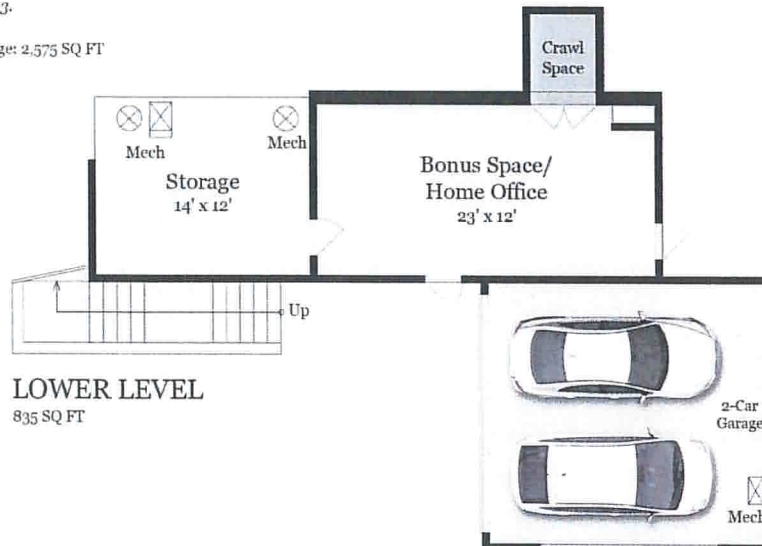 3.
ge: 2,575 SQ FT
Crawl
Space
Mech
Mech
Storage
14' x 12'
Bonus Space/
Home Office
23' x 12'
Up
LOWER LEVEL
835 SQ FT
2-Car
Garage
Mech